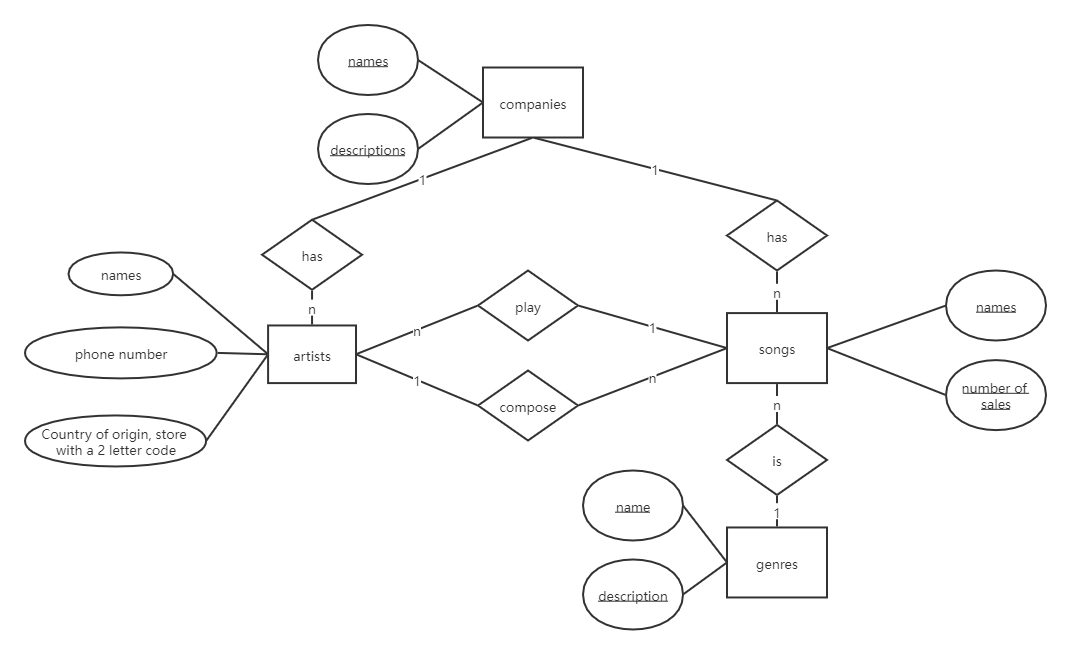 names
companies
descriptions
1
1
has
has
names
n
n
play
names
n
1
phone number
artists
songs
1
n
compose
number of
sales
n
Country of origin, store
with a 2 letter code
is
name
1
genres
description